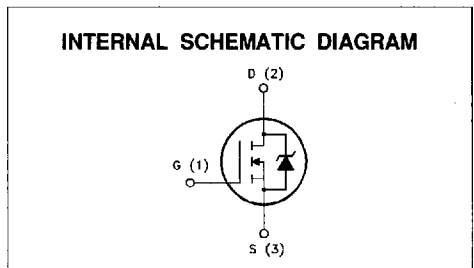 INTERNAL SCHEMATIC DIAGRAM
D (2)
G (1)
S (3)